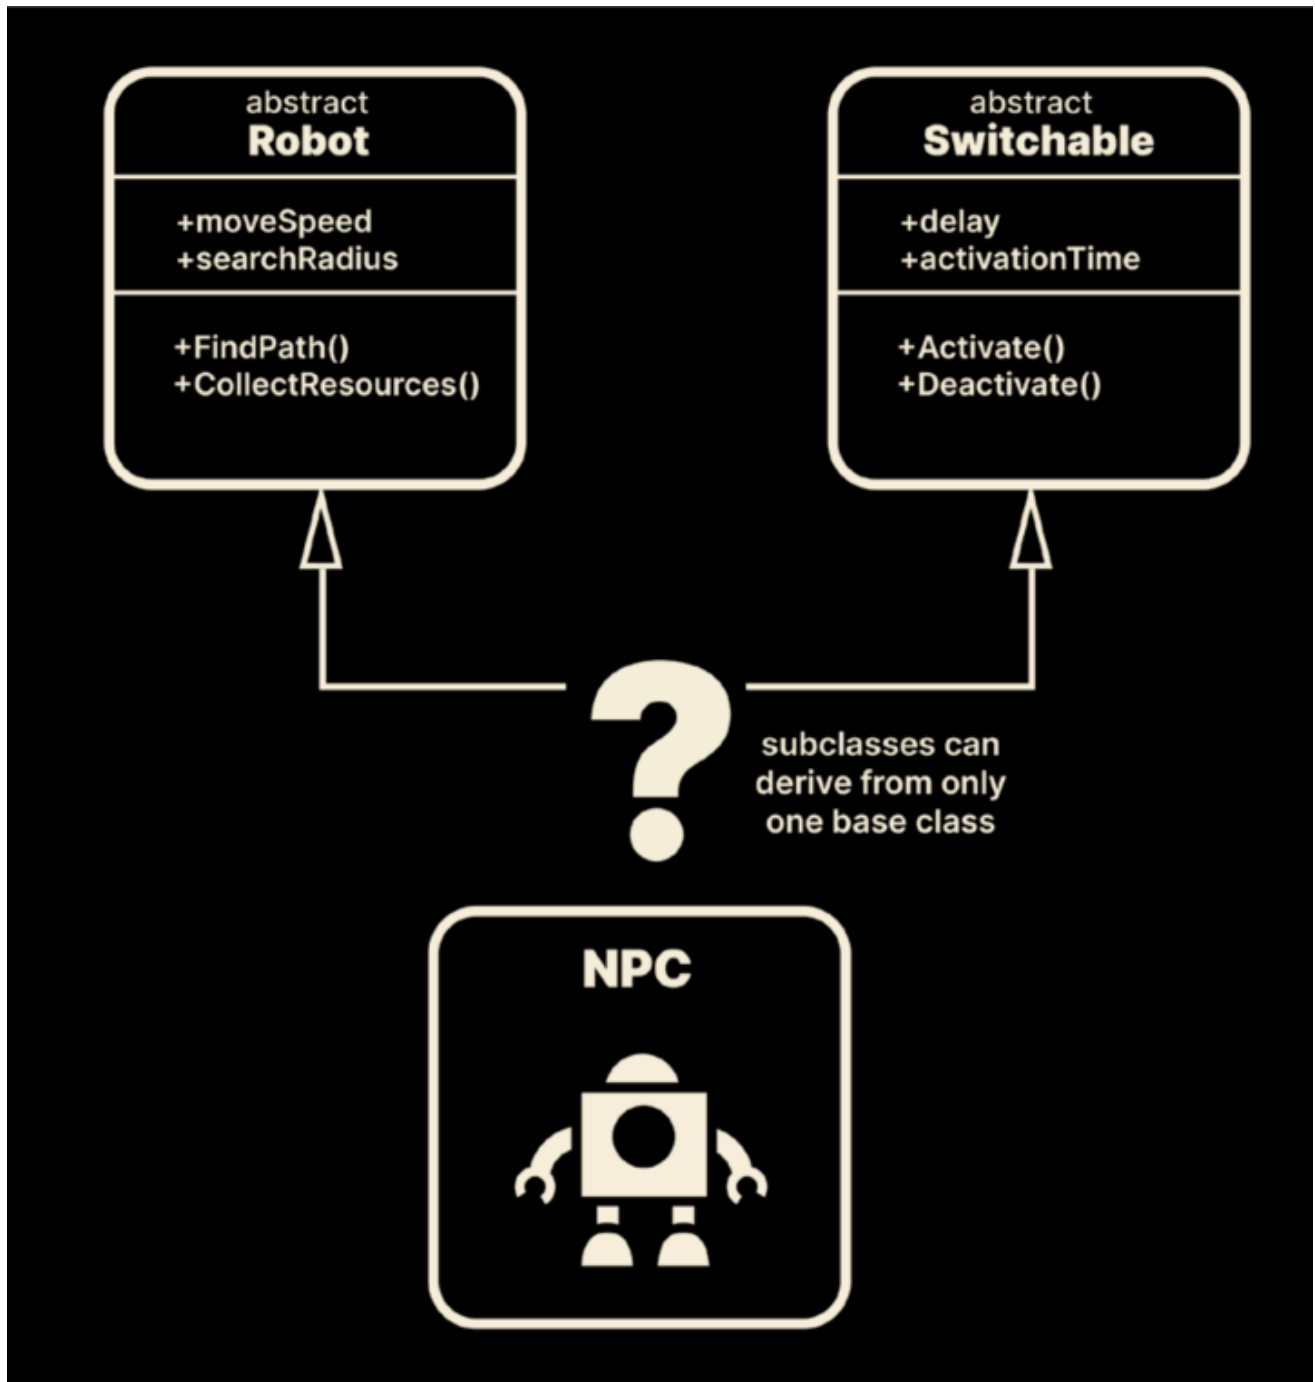 abstract
Robot
+moveSpeed
+searchRadius
+FindPath()
+CollectResources()
abstract
Switchable
+delay
+activationTime
+Activate()
+Deactivate()
?
subclasses can
derive from only
one base class
NPC